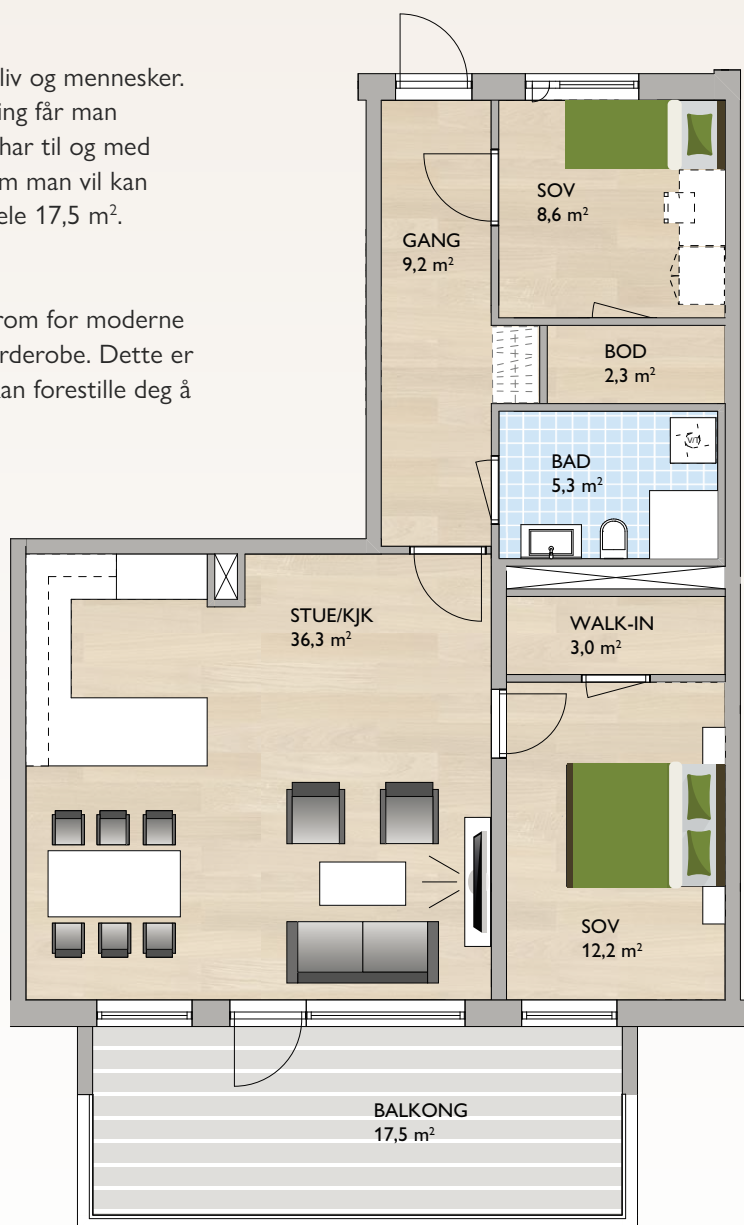 liv og mennesker.
ing får man
har til og med
m man vil kan
ele 17,5 m².
rom for moderne
rderobe. Dette er
an forestille deg å
SOV
8,6 m²
GANG
9,2 m²
BOD
2,3 m²
BAD
5,3 m²
V/T
STUE/KJK
36,3 m²
WALK-IN
3,0 m²
SOV
12,2 m²
BALKONG
17,5 m²